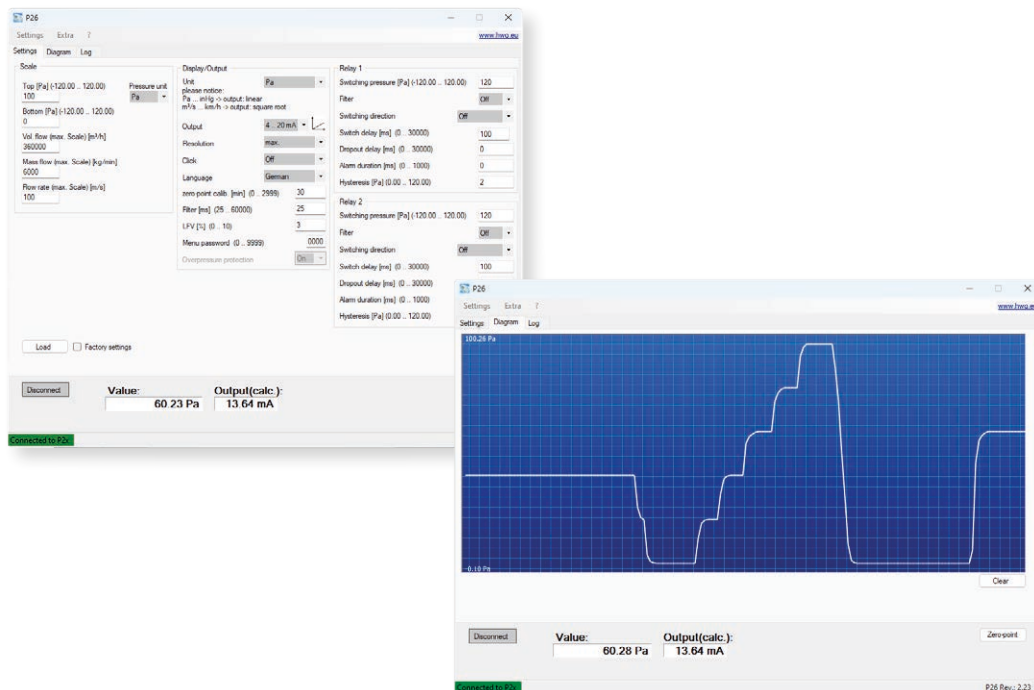 P26
Settings Extra ?
www.hwg.eu
Settings Diagram Log
Scale
Top [Pa] (-120.00 .. 120.00) Pressure unit
100 Pa
Bottom [Pa] (-120.00 .. 120.00)
0
Vol. flow (max. Scale) [m³/h]
360000
Mass flow (max. Scale) [kg/min]
6000
Flow rate (max. Scale) [m/s]
100
Display/Output
Unit Pa
please notice:
Pa ... inHg -> output: linear
m³/s ... km/h -> output: square root
Output 4 .. 20 mA
Resolution max.
Click Off
Language German
zero point calib. [min] (0 .. 2999) 30
Filter [ms] (25 .. 60000) 25
LFV [%] (0 .. 10) 3
Menu password (0 .. 9999) 0000
Overpressure protection On
Relay 1
Switching pressure [Pa] (-120.00 .. 120.00) 120
Filter Off
Switching direction Off
Switch delay [ms] (0 .. 30000) 100
Dropout delay [ms] (0 .. 30000) 0
Alarm duration [ms] (0 .. 1000) 0
Hysteresis [Pa] (0.00 .. 120.00) 2
Relay 2
Switching pressure [Pa] (-120.00 .. 120.00) 120
Filter Off
Switching direction Off
Switch delay [ms] (0 .. 30000) 100
Dropout delay [ms] (0 .. 30000)
Alarm duration [ms] (0 .. 1000)
Hysteresis [Pa] (0.00 .. 120.00)
Load Factory settings
Disconnect
Value: Output(calc.):
60.23 Pa 13.64 mA
Connected to P2x
P26
Settings Extra ?
www.hwg.e
Settings Diagram Log
100.26 Pa
-0.10 Pa
Clear
Disconnect
Value: Output(calc.):
60.28 Pa 13.64 mA
Zero-point
Connected to P2x
P26 Rev.: 2.23